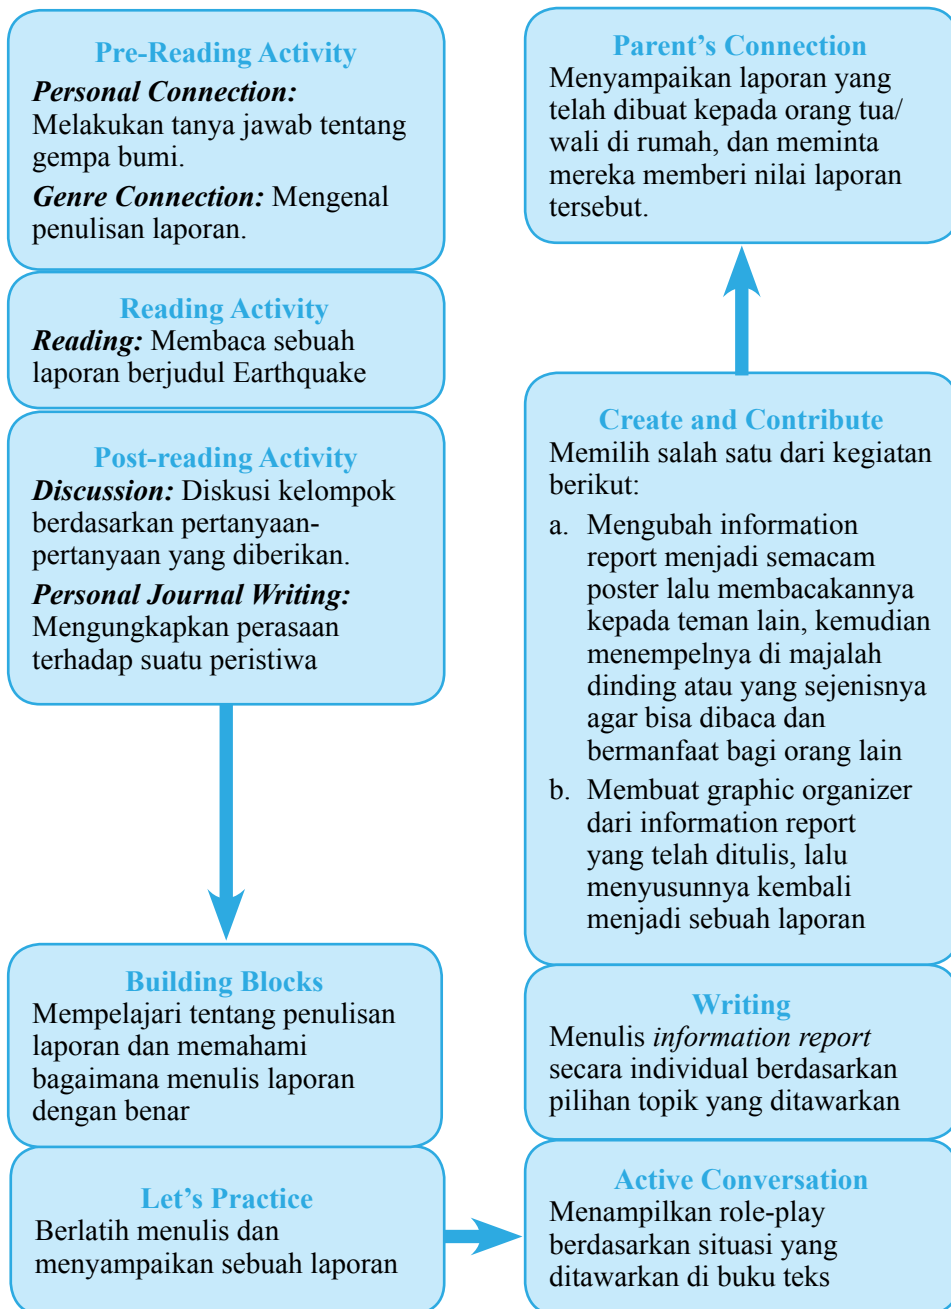 Pre-Reading Activity
Personal Connection:
Melakukan tanya jawab tentang
gempa bumi.
Genre Connection: Mengenal
penulisan laporan.
Reading Activity
Reading: Membaca sebuah
laporan berjudul Earthquake
Post-reading Activity
Discussion: Diskusi kelompok
berdasarkan pertanyaan-
pertanyaan yang diberikan.
Personal Journal Writing:
Mengungkapkan perasaan
terhadap suatu peristiwa
Building Blocks
Mempelajari tentang penulisan
laporan dan memahami
bagaimana menulis laporan
dengan benar
Let's Practice
Berlatih menulis dan
menyampaikan sebuah laporan
Active Conversation
Menampilkan role-play
berdasarkan situasi yang
ditawarkan di buku teks
Writing
Menulis information report
secara individual berdasarkan
pilihan topik yang ditawarkan
Create and Contribute
Memilih salah satu dari kegiatan
berikut:
a. Mengubah information
report menjadi semacam
poster lalu membacakannya
kepada teman lain, kemudian
menempelnya di majalah
dinding atau yang sejenisnya
agar bisa dibaca dan
bermanfaat bagi orang lain
b. Membuat graphic organizer
dari information report
yang telah ditulis, lalu
menyusunnya kembali
menjadi sebuah laporan
Parent's Connection
Menyampaikan laporan yang
telah dibuat kepada orang tua/
wali di rumah, dan meminta
mereka memberi nilai laporan
tersebut.